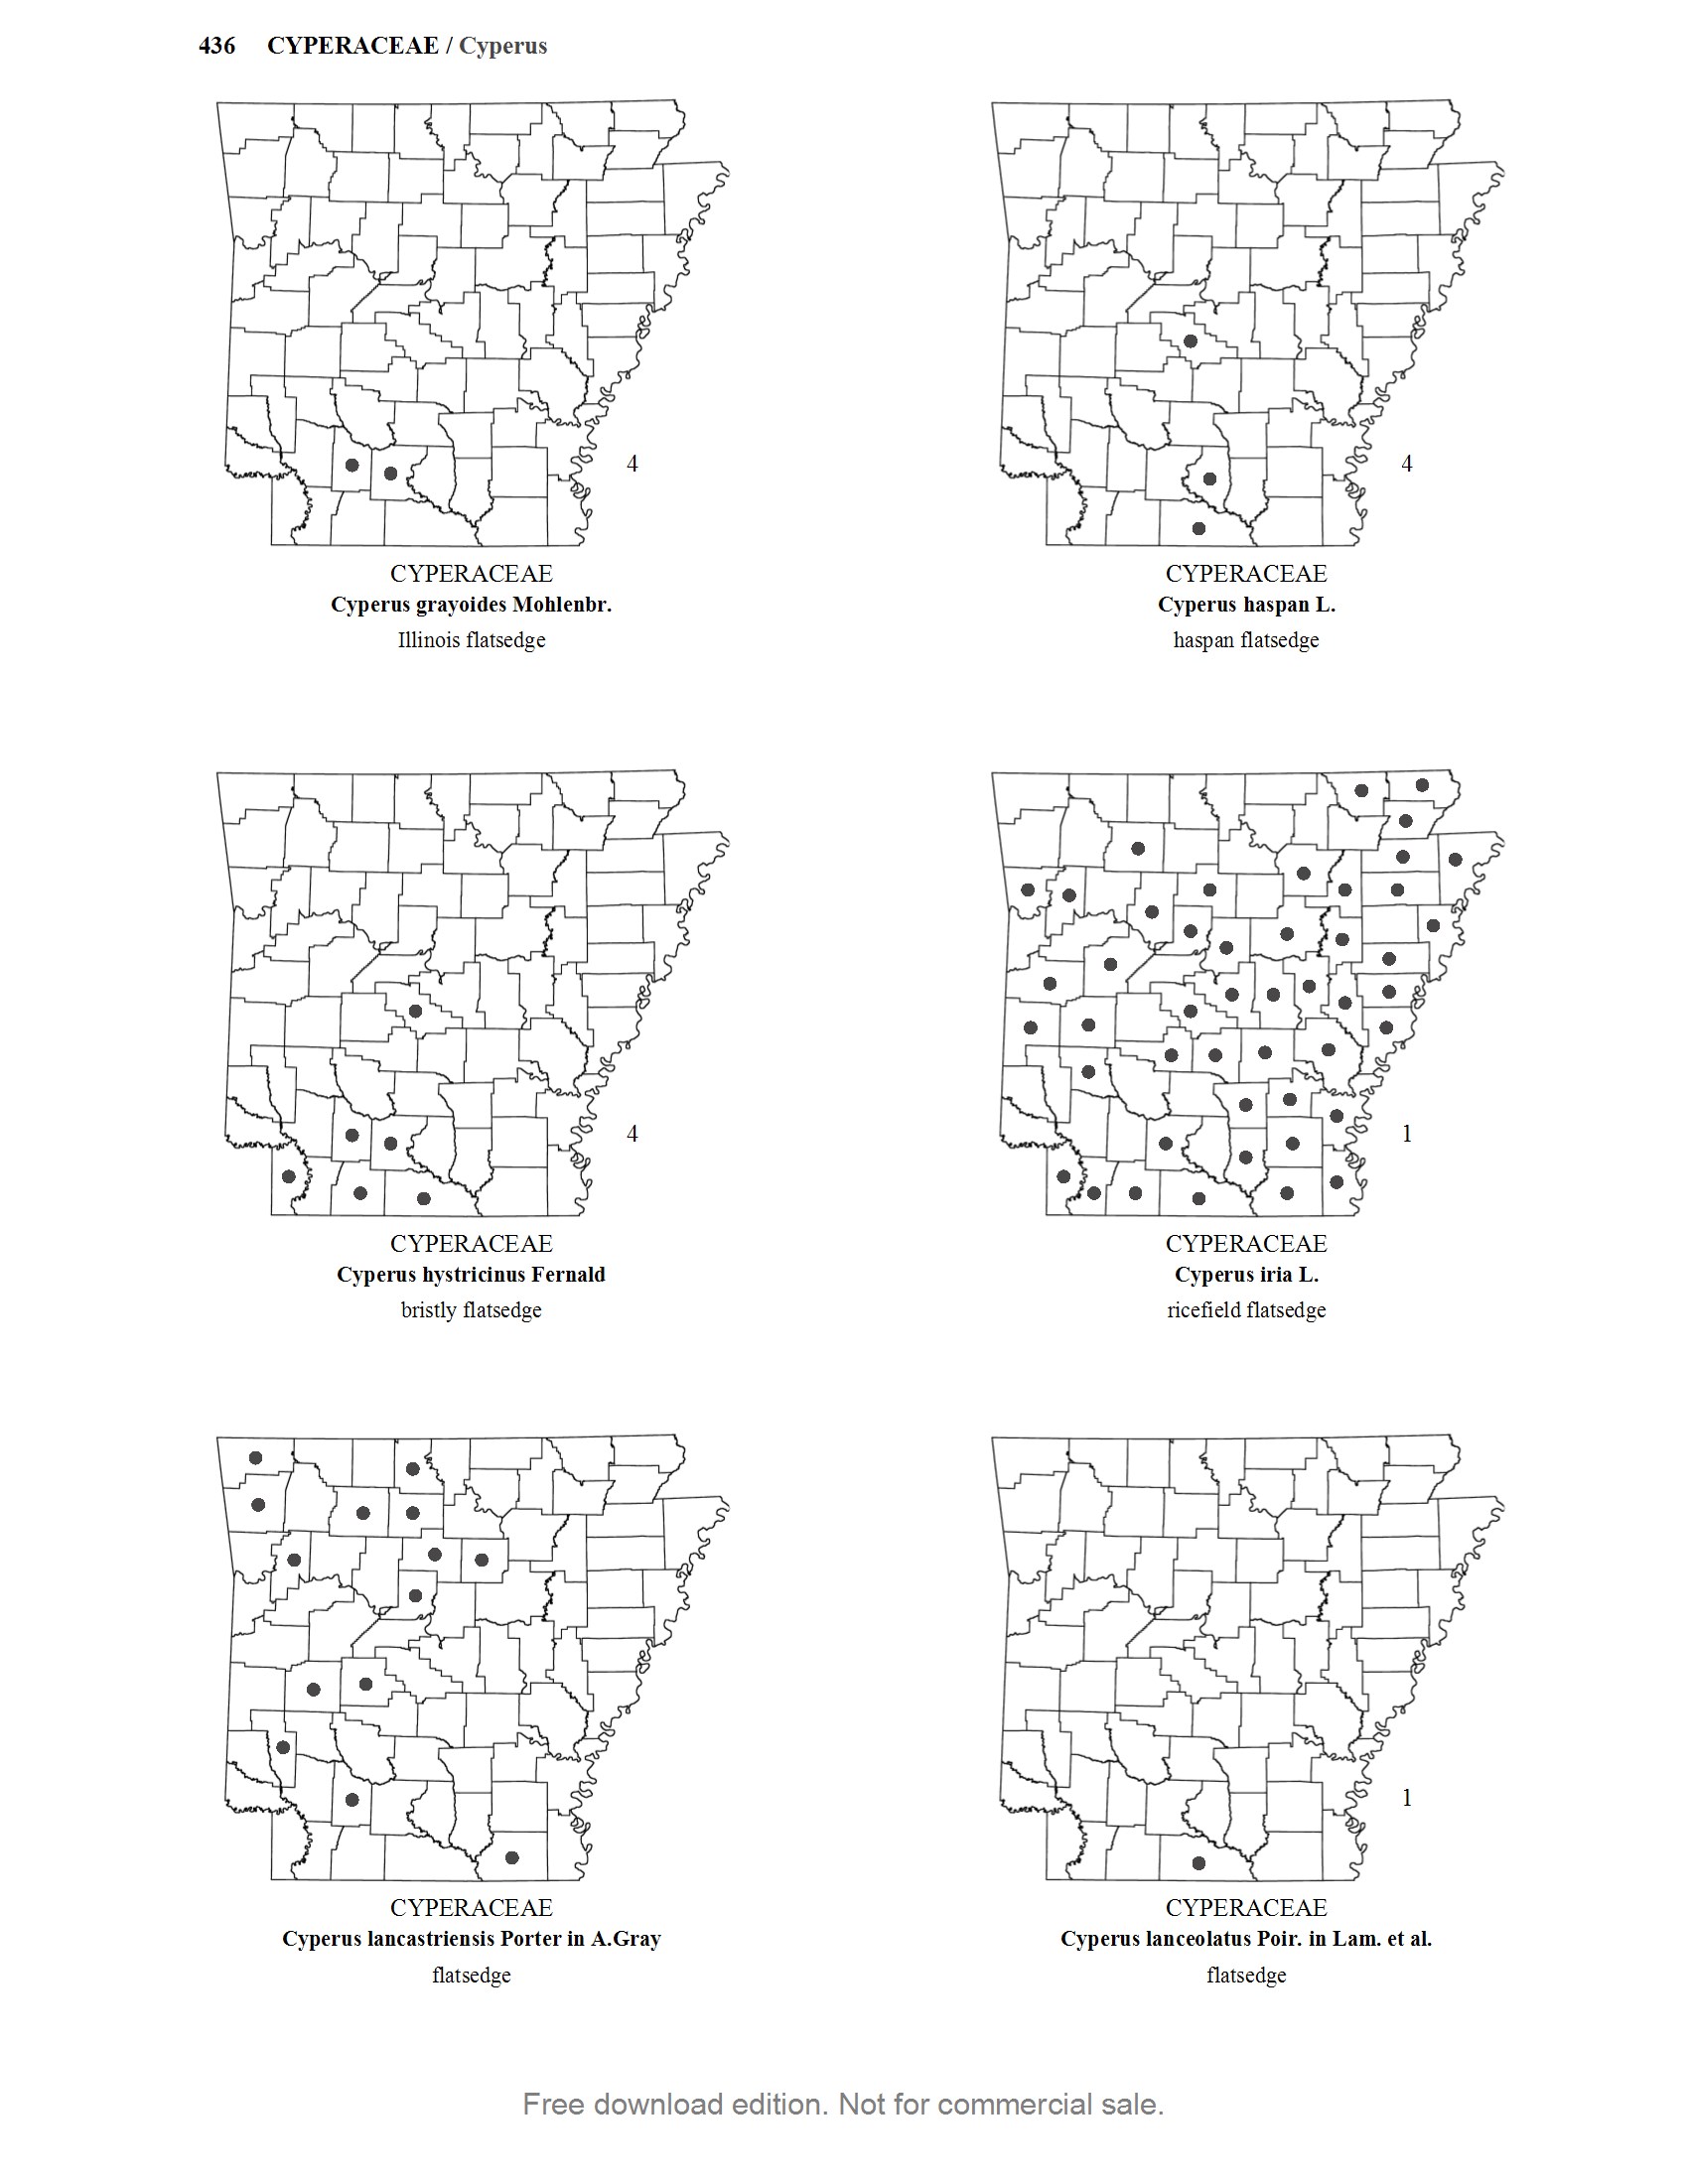 436 CYPERACEAE / Cyperus
4
4
CYPERACEAE
Cyperus grayoides Mohlenbr.
Illinois flatsedge
CYPERACEAE
Cyperus haspan L.
haspan flatsedge
4
1
CYPERACEAE
Cyperus hystricinus Fernald
bristly flatsedge
CYPERACEAE
Cyperus iria L.
ricefield flatsedge
1
CYPERACEAE
Cyperus lancastriensis Porter in A.Gray
flatsedge
CYPERACEAE
Cyperus lanceolatus Poir. in Lam. et al.
flatsedge
Free download edition. Not for commercial sale.